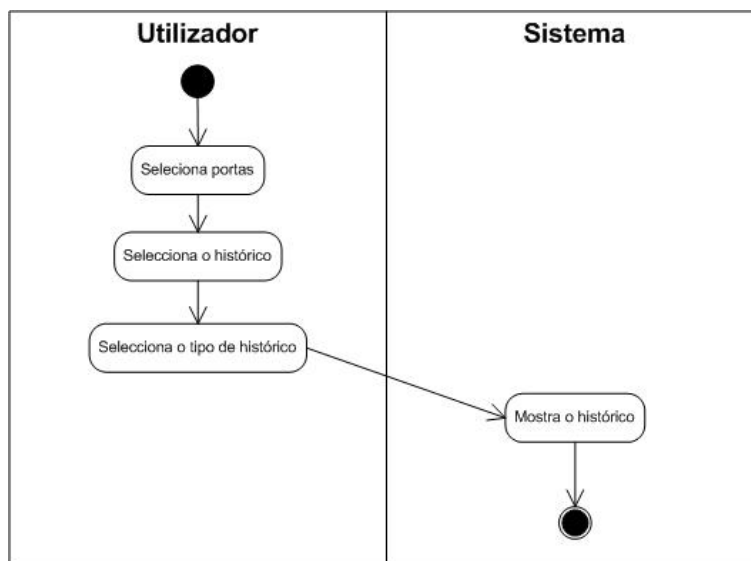 Utilizador
Sistema
Seleciona portas
Selecciona o histórico
Selecciona o tipo de histórico
Mostra o histórico